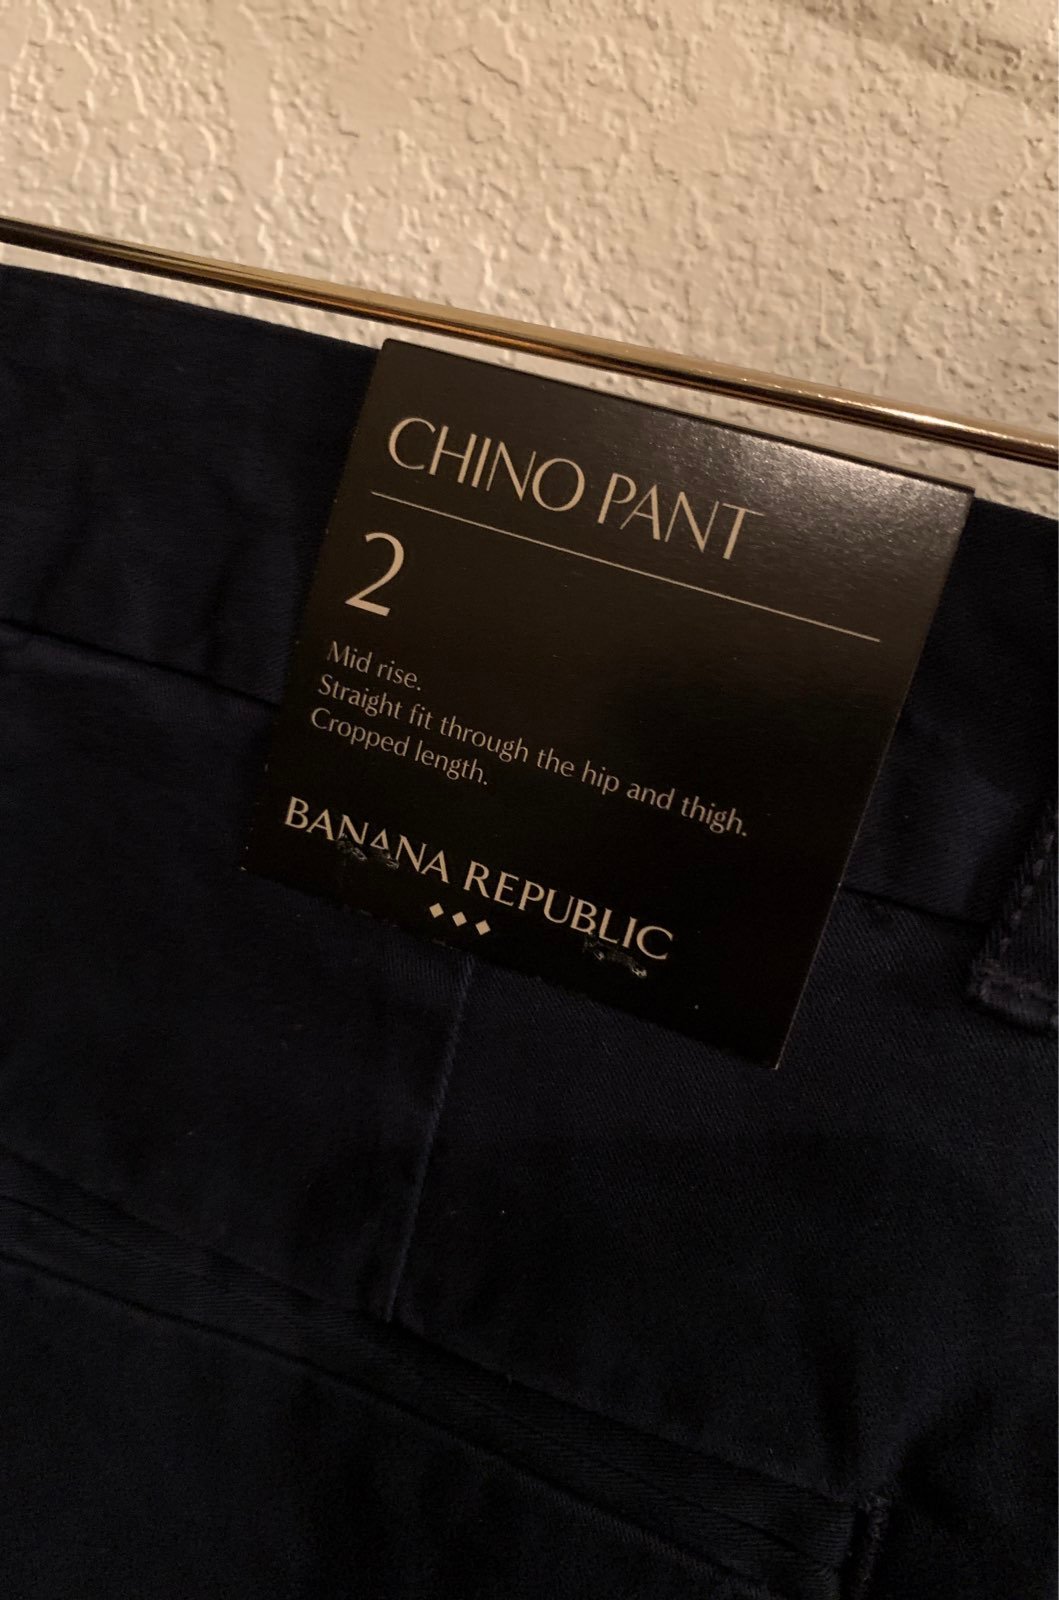 CHINO PANT
2
Mid rise.
Straight fit through the hip and thigh.
Cropped length.
BANANA REPUBLIC